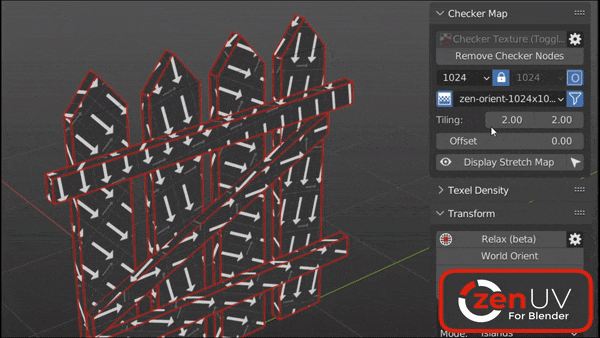 Checker Map
Checker Texture (Toggl...
Remove Checker Nodes
1024
1024
zen-orient-1024x10...
Tiling:
2.00
2.00
Offset
0.00
Display Stretch Map
Texel Density
Transform
Relax (beta)
World Orient
zen UV
For Blender
Mode:
Islands